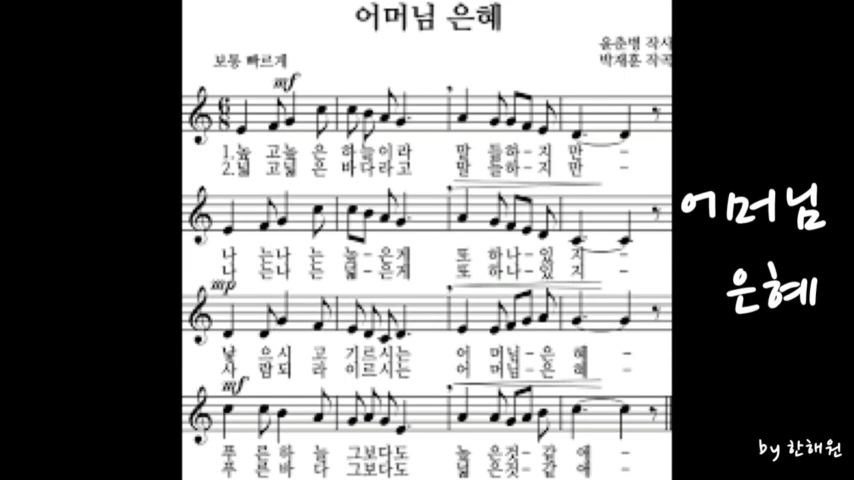 어머님 은혜
윤춘병 작사
보통 빠르게
박재훈 작곡
mf
1.높 고높 은 하늘이라 말 들하-지 만 -
2.넓 고넓 은 바다라고 말 들하-지 만 -
나 는나 는 높-은게 또 하나-있 지 -
나 는나 는 넓-은게 또 하나-있 지 -
mp
낳 으시 고 기르시는 어 머님-은 혜 -
사 람되 라 이르시는 어 머님-은 혜 -
mf
푸 른하 늘 그보다도 높 은것-같 애 -
푸 른바 다 그보다도 넓 은것-같 애 -
어머님
은혜
by 한해원